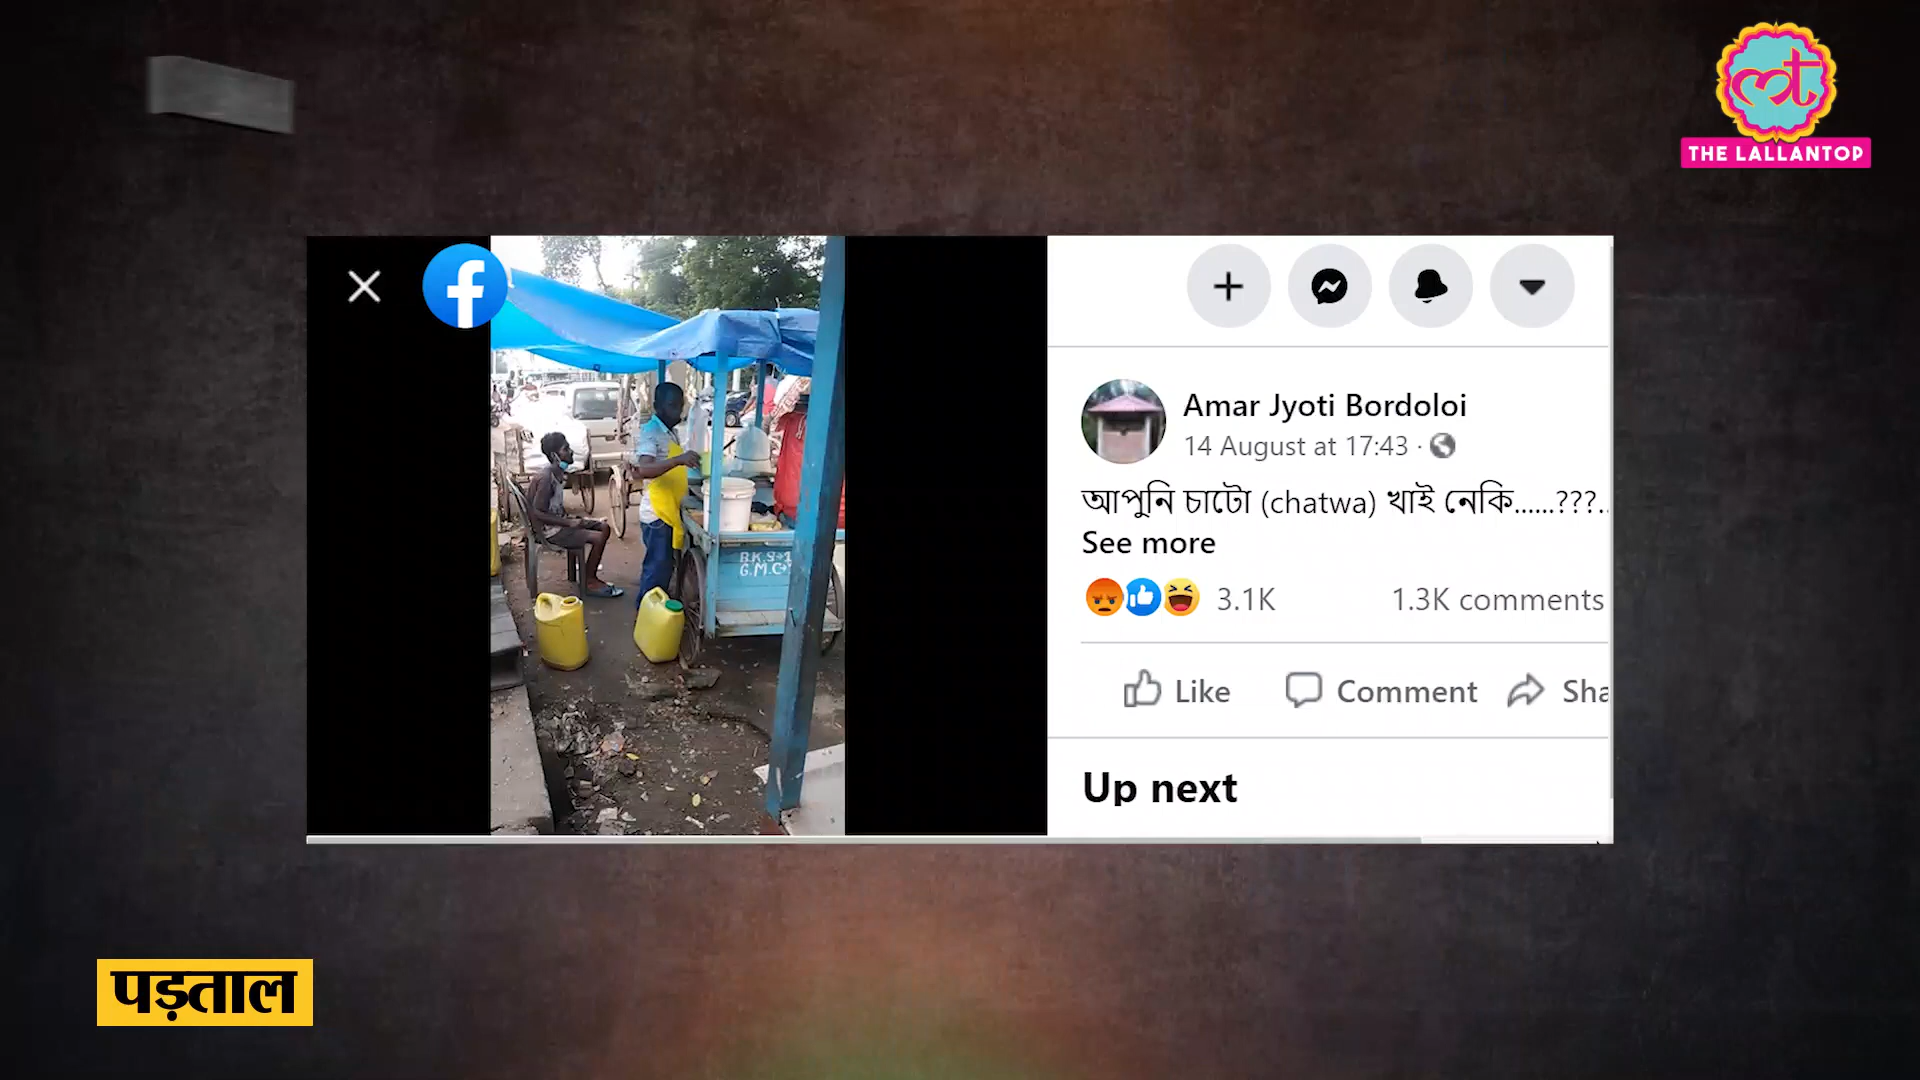 THE LALLANTOP
Amar Jyoti Bordoloi
14 August at 17:43 ·
আপুনি চাটো (chatwa) খাই নেকি......???..
See more
3.1K
1.3K comments
Like
Comment
Sha
Up next
B.K.S→1
G.M.C→
पड़ताल